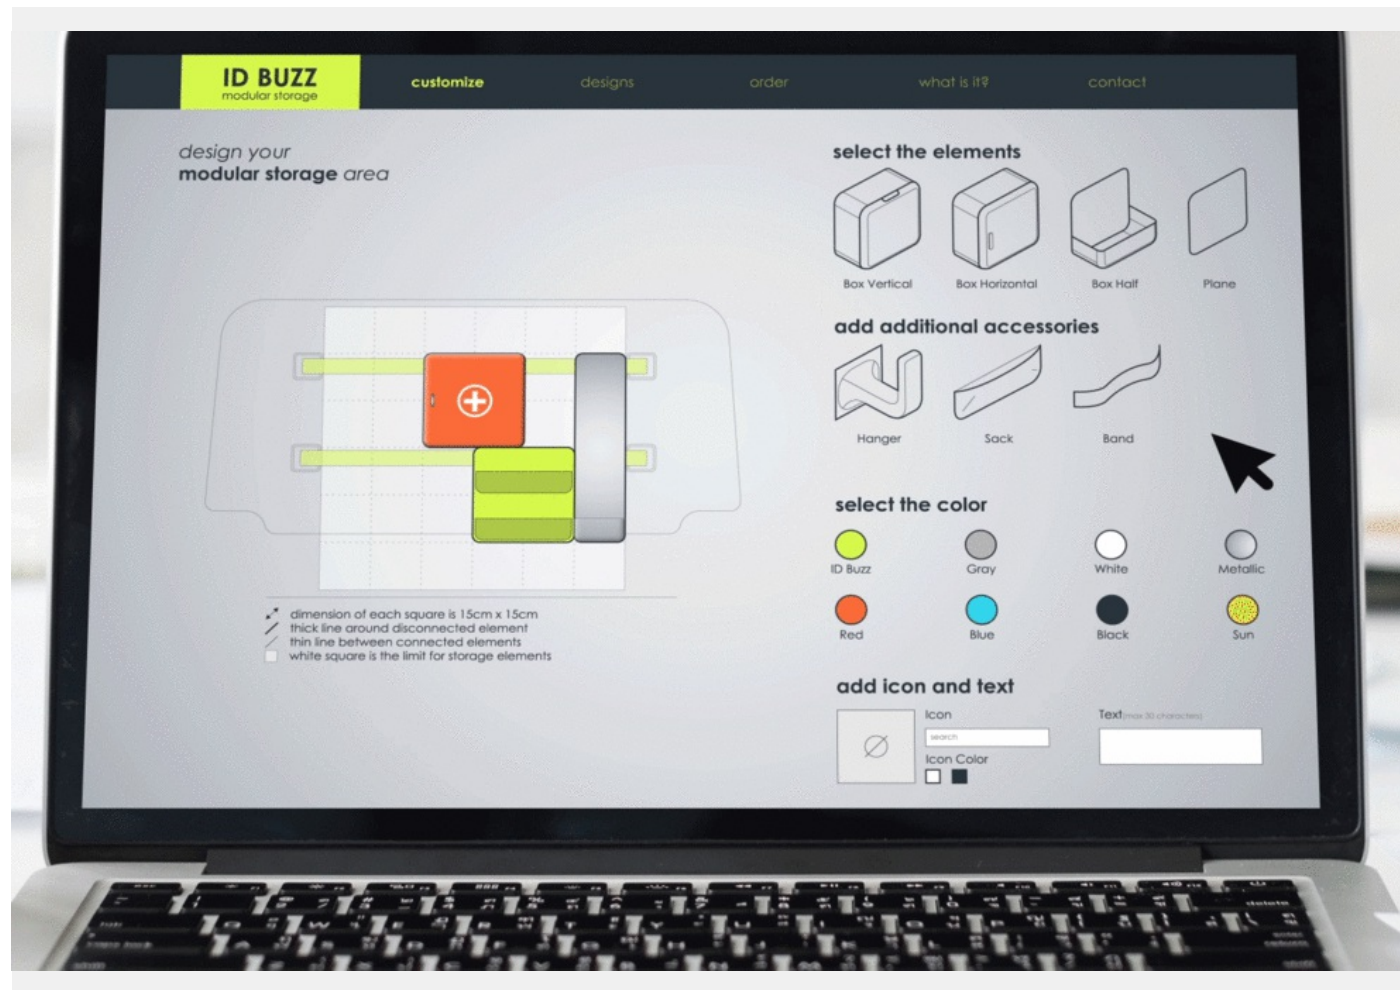 ID BUZZ
modular storage
customize
designs
order
what is it?
contact
design your
modular storage area
dimension of each square is 15cm x 15cm
thick line around disconnected element
thin line between connected elements
white square is the limit for storage elements
select the elements
Box Vertical
Box Horizontal
Box Half
Plane
add additional accessories
Hanger
Sack
Band
select the color
ID Buzz
Gray
White
Metallic
Red
Blue
Black
Sun
add icon and text
Icon
search
Icon Color
Text(max 30 characters)
delete